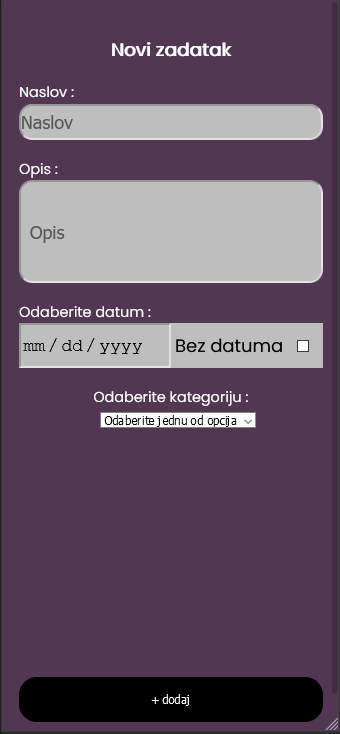 Novi zadatak
Naslov :
Naslov
Opis :
Opis
Odaberite datum :
mm/dd/yyyy Bez datuma
Odaberite kategoriju :
Odaberite jednu od opcija
+ dodaj